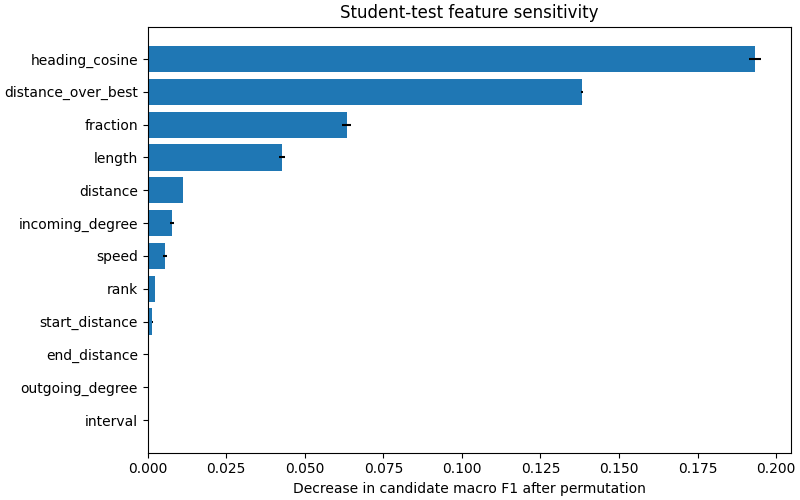 Student-test feature sensitivity
heading_cosine
distance_over_best
fraction
length
distance
incoming_degree
speed
rank
start_distance
end_distance
outgoing_degree
interval
0.000 0.025 0.050 0.075 0.100 0.125 0.150 0.175 0.200
Decrease in candidate macro F1 after permutation